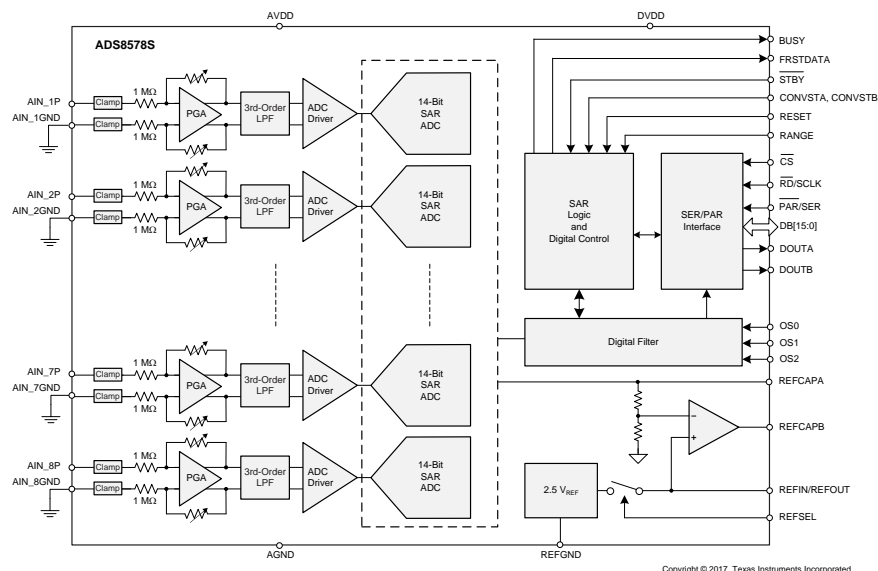 AVDD
DVDD
ADS8578S
AIN_1P
AIN_1GND
Clamp
Clamp
1 MΩ
1 MΩ
PGA
3rd-Order
LPF
ADC
Driver
14-Bit
SAR
ADC
AIN_2P
AIN_2GND
Clamp
Clamp
1 MΩ
1 MΩ
PGA
3rd-Order
LPF
ADC
Driver
14-Bit
SAR
ADC
AIN_7P
AIN_7GND
Clamp
Clamp
1 MΩ
1 MΩ
PGA
3rd-Order
LPF
ADC
Driver
14-Bit
SAR
ADC
AIN_8P
AIN_8GND
Clamp
Clamp
1 MΩ
1 MΩ
PGA
3rd-Order
LPF
ADC
Driver
14-Bit
SAR
ADC
SAR
Logic
and
Digital Control
SER/PAR
Interface
Digital Filter
2.5 VREF
BUSY
FRSTDATA
STBY
CONVSTA, CONVSTB
RESET
RANGE
CS
RD/SCLK
PAR/SER
DB[15:0]
DOUTA
DOUTB
OS0
OS1
OS2
REFCAPA
REFCAPB
REFIN/REFOUT
REFSEL
AGND
REFGND
Copyright © 2017, Texas Instruments Incorporated